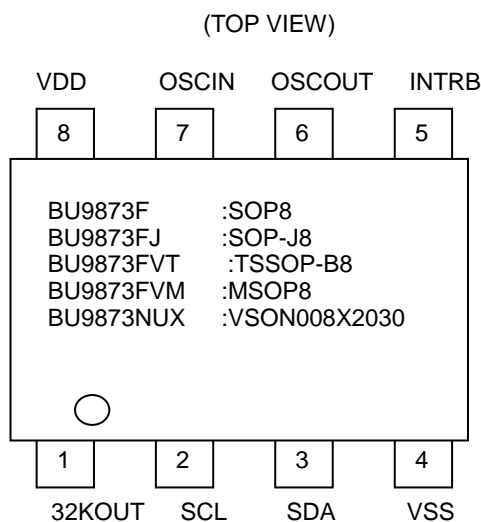 (TOP VIEW)
VDD OSCIN OSCOUT INTRB
8 7 6 5
BU9873F :SOP8
BU9873FJ :SOP-J8
BU9873FVT :TSSOP-B8
BU9873FVM :MSOP8
BU9873NUX :VSON008X2030
1 2 3 4
32KOUT SCL SDA VSS